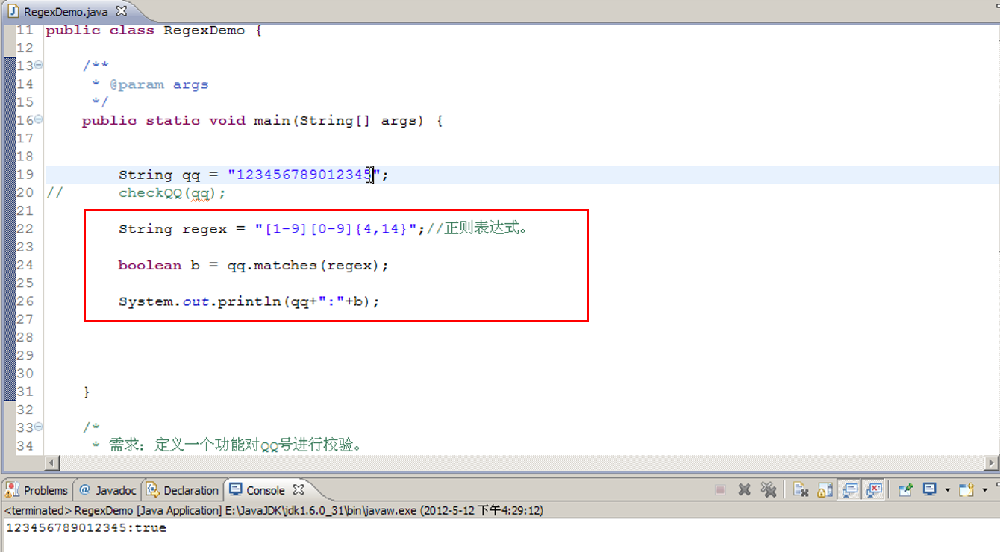 RegexDemo.java
11 public class RegexDemo {
12
13 /**
14 * @param args
15 */
16 public static void main(String[] args) {
17
18
19 String qq = "123456789012345";
20 // checkQQ(qq);
21
22 String regex = "[1-9][0-9]{4,14}";//正则表达式。
23
24 boolean b = qq.matches(regex);
25
26 System.out.println(qq+":"+b);
27
28
29
30
31 }
32
33 /*
34 * 需求：定义一个功能对QQ号进行校验。
Problems @ Javadoc Declaration Console
<terminated> RegexDemo [Java Application] E:\JavaJDK\jdk1.6.0_31\bin\javaw.exe (2012-5-12 下午4:29:12)
123456789012345:true